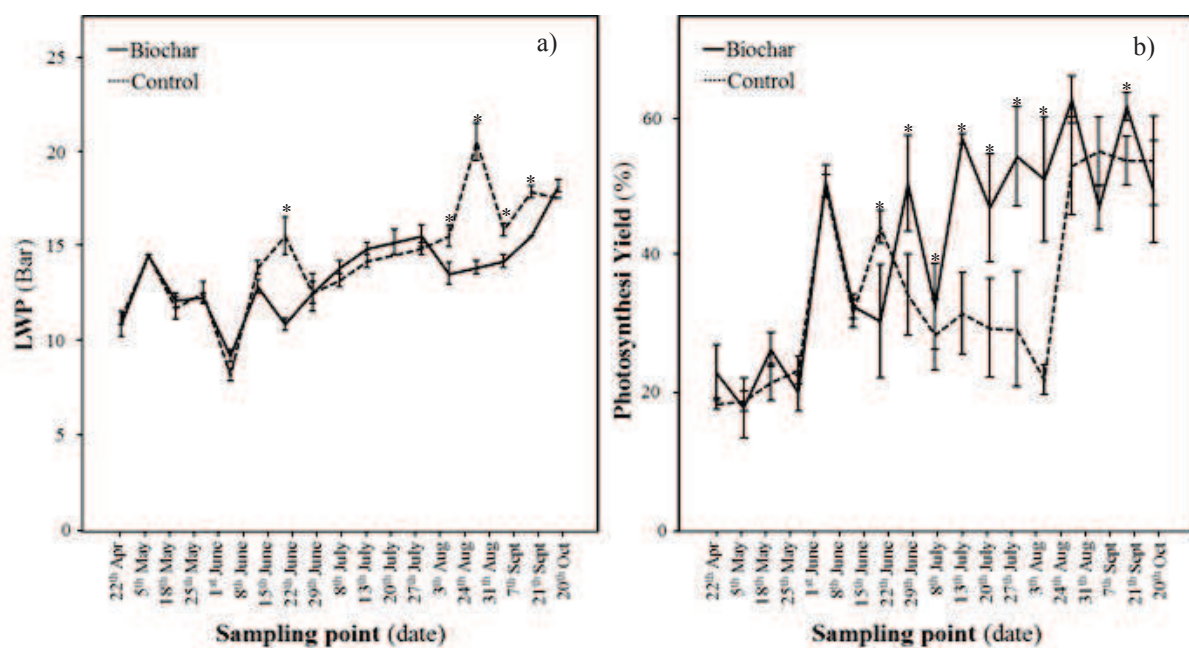 a)
Biochar
Control
25
20
15
10
5
0
LWP (Bar)
*
*
*
*
*
22th Apr
5th May
18th May
25th May
1st June
8th June
15th June
22th June
29th June
8th July
13th July
20th July
27th July
3th Aug
24th Aug
31th Aug
7th Sept
21th Sept
20th Oct
Sampling point (date)
b)
Biochar
Control
60
40
20
0
Photosynthesi Yield (%)
*
*
*
*
*
*
*
*
22th Apr
5th May
18th May
25th May
1st June
8th June
15th June
22th June
29th June
8th July
13th July
20th July
27th July
3th Aug
24th Aug
31th Aug
7th Sept
21th Sept
20th Oct
Sampling point (date)